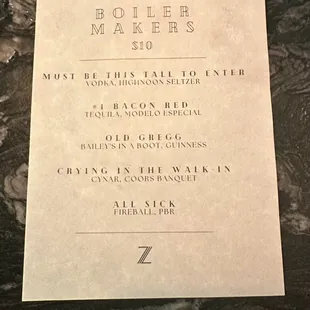 BOILER
MAKERS
$10
MUST BE THIS TALL TO ENTER
VODKA, HIGHNOON SELTZER
#1 BACON RED
TEQUILA, MODELO ESPECIAL
OLD GREGG
BAILEY'S IN A BOOT, GUINNESS
CRYING IN THE WALK-IN
CYNAR, COORS BANQUET
ALL SICK
FIREBALL, PBR
Z